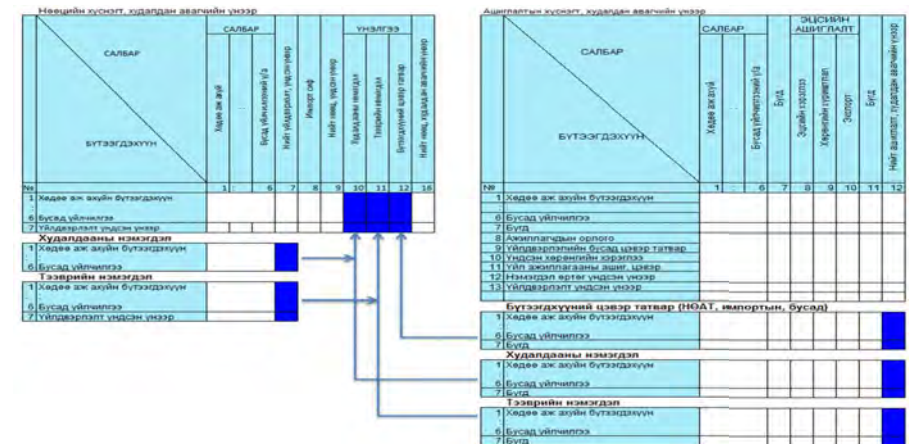 Нөөцийн хүснэгт, худалдан авагчийн үнээр
САЛБАР
БҮТЭЭГДЭХҮҮН
САЛБАР
ҮНЭЛГЭЭ
Хөдөө аж ахуй
:
Бусад үйлчилгээний ү/а
Нийт үйлдвэрлэлт, үндсэн үнээр
Импорт сиф
Нийт нөөц, үндсэн үнээр
Худалдааны нэмэгдэл
Тээврийн нэмэгдэл
Бүтээгдхүүний цэвэр татвар
Нийт нөөц, худалдан авагчийн үнээр
№ 1 : 6 7 8 9 10 11 12 16
1 Хөдөө аж ахуйн бүтээгдэхүүн
:
6 Бусад үйлчилгээ
7 Үйлдвэрлэлт үндсэн үнээр
Худалдааны нэмэгдэл
1 Хөдөө аж ахуйн бүтээгдэхүүн
:
6 Бусад үйлчилгээ
Тээврийн нэмэгдэл
1 Хөдөө аж ахуйн бүтээгдэхүүн
:
6 Бусад үйлчилгээ
7 Үйлдвэрлэлт үндсэн үнээр
Ашиглалтын хүснэгт, худалдан авагчийн үнээр
САЛБАР
БҮТЭЭГДЭХҮҮН
САЛБАР
ЭЦСИЙН АШИГЛАЛТ
Хөдөө аж ахуй
:
Бусад үйлчилгээний ү/а
Бүгд
Эцсийн хэрэглээ
Хөрөнгийн хуримтлал
Экспорт
Бүгд
Нийт ашиглалт, худалдан авагчийн үнээр
№ 1 : 6 7 8 9 10 11 12
1 Хөдөө аж ахуйн бүтээгдэхүүн
:
6 Бусад үйлчилгээ
7 Бүгд
8 Ажиллагчдын орлого
9 Үйлдвэрлэлийн бусад цэвэр татвар
10 Үндсэн хөрөнгийн хэрэглээ
11 Үйл ажиллагааны ашиг, цэвэр
12 Нэмэгдэл өртөг үндсэн үнээр
13 Үйлдвэрлэлт үндсэн үнээр
Бүтээгдхүүний цэвэр татвар (НӨАТ, импортын, бусад)
1 Хөдөө аж ахуйн бүтээгдэхүүн
:
6 Бусад үйлчилгээ
7 Бүгд
Худалдааны нэмэгдэл
1 Хөдөө аж ахуйн бүтээгдэхүүн
:
6 Бусад үйлчилгээ
7 Бүгд
Тээврийн нэмэгдэл
1 Хөдөө аж ахуйн бүтээгдэхүүн
:
6 Бусад үйлчилгээ
7 Бүгд